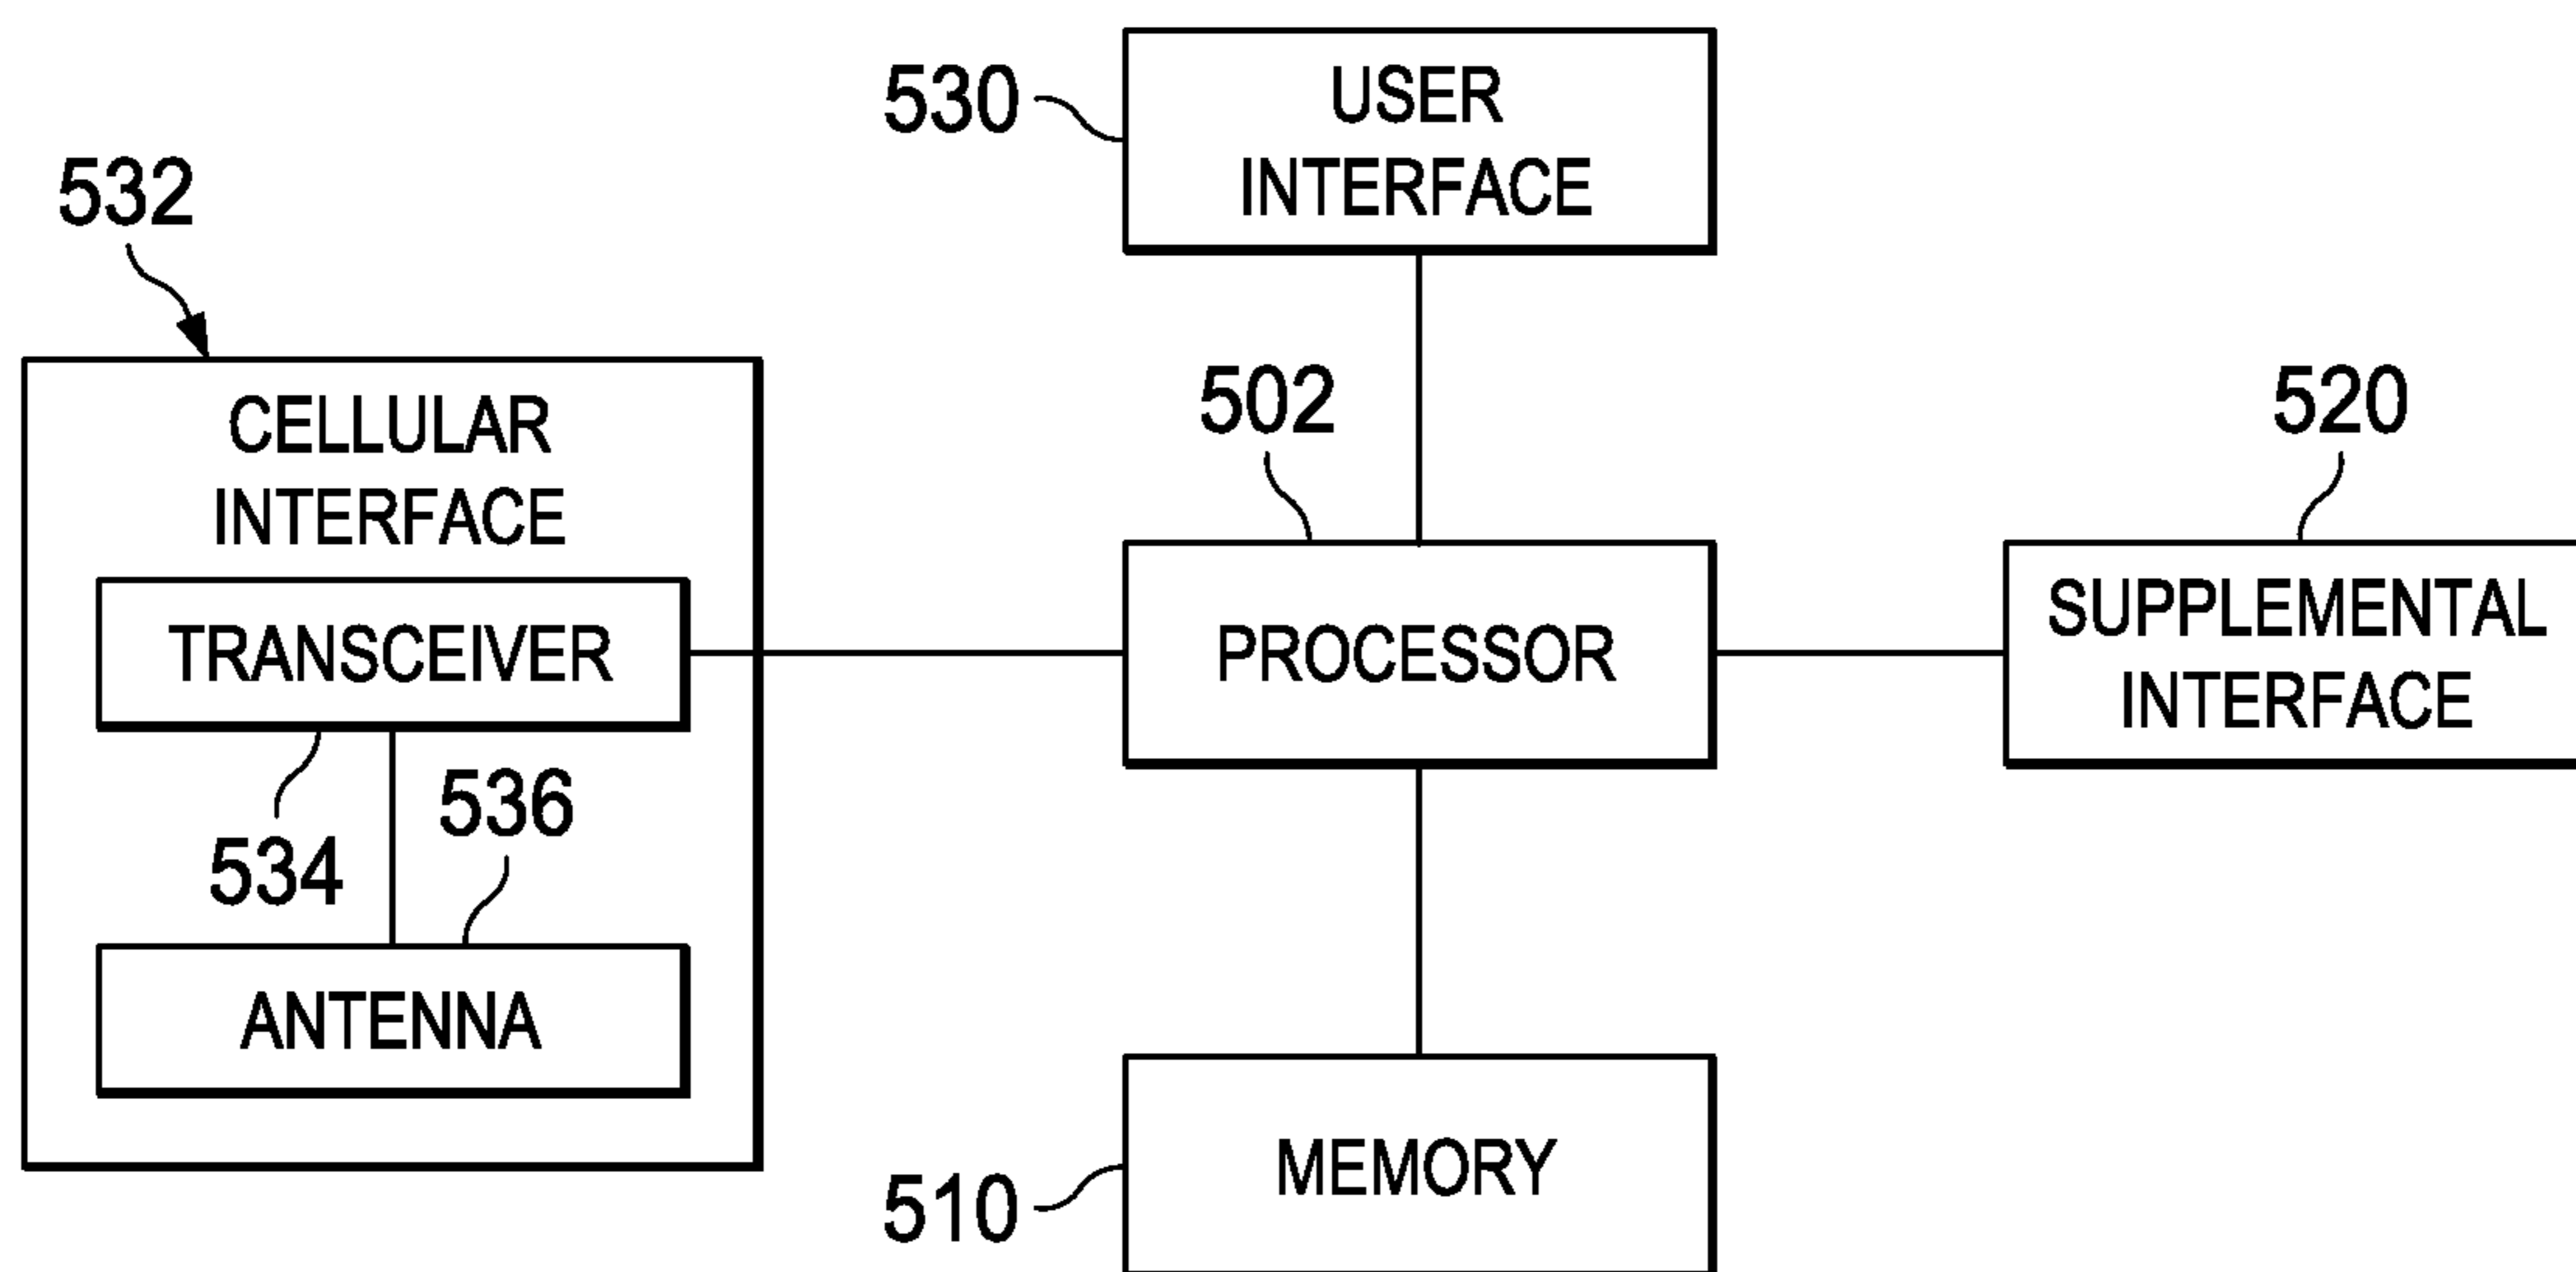 530
USER
INTERFACE
532
CELLULAR
INTERFACE
502
520
TRANSCEIVER
PROCESSOR
SUPPLEMENTAL
INTERFACE
534
536
ANTENNA
510
MEMORY